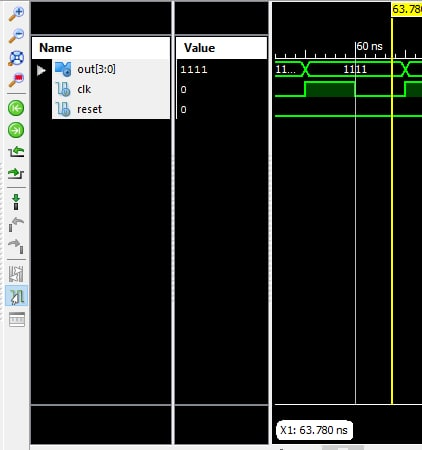 63.780
Name
Value
60 ns
out[3:0]
1111
11...
1111
clk
0
reset
0
X1: 63.780 ns